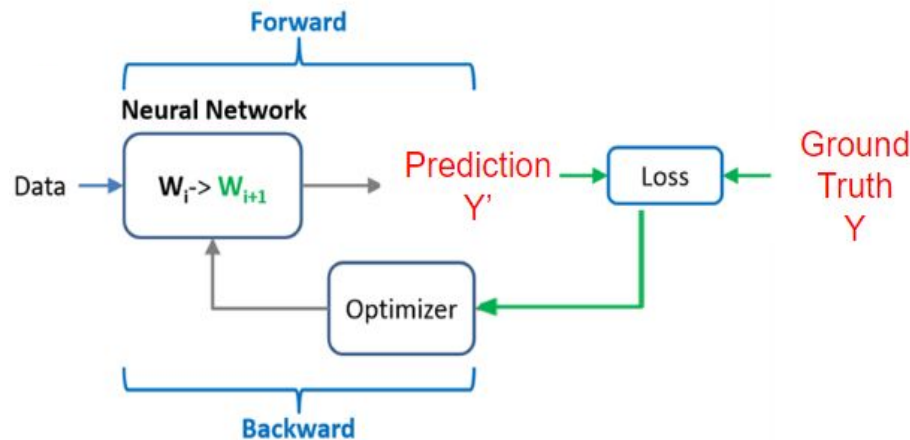 Forward
Neural Network
Data
Wi-> Wi+1
Prediction
Y’
Loss
Ground
Truth
Y
Optimizer
Backward